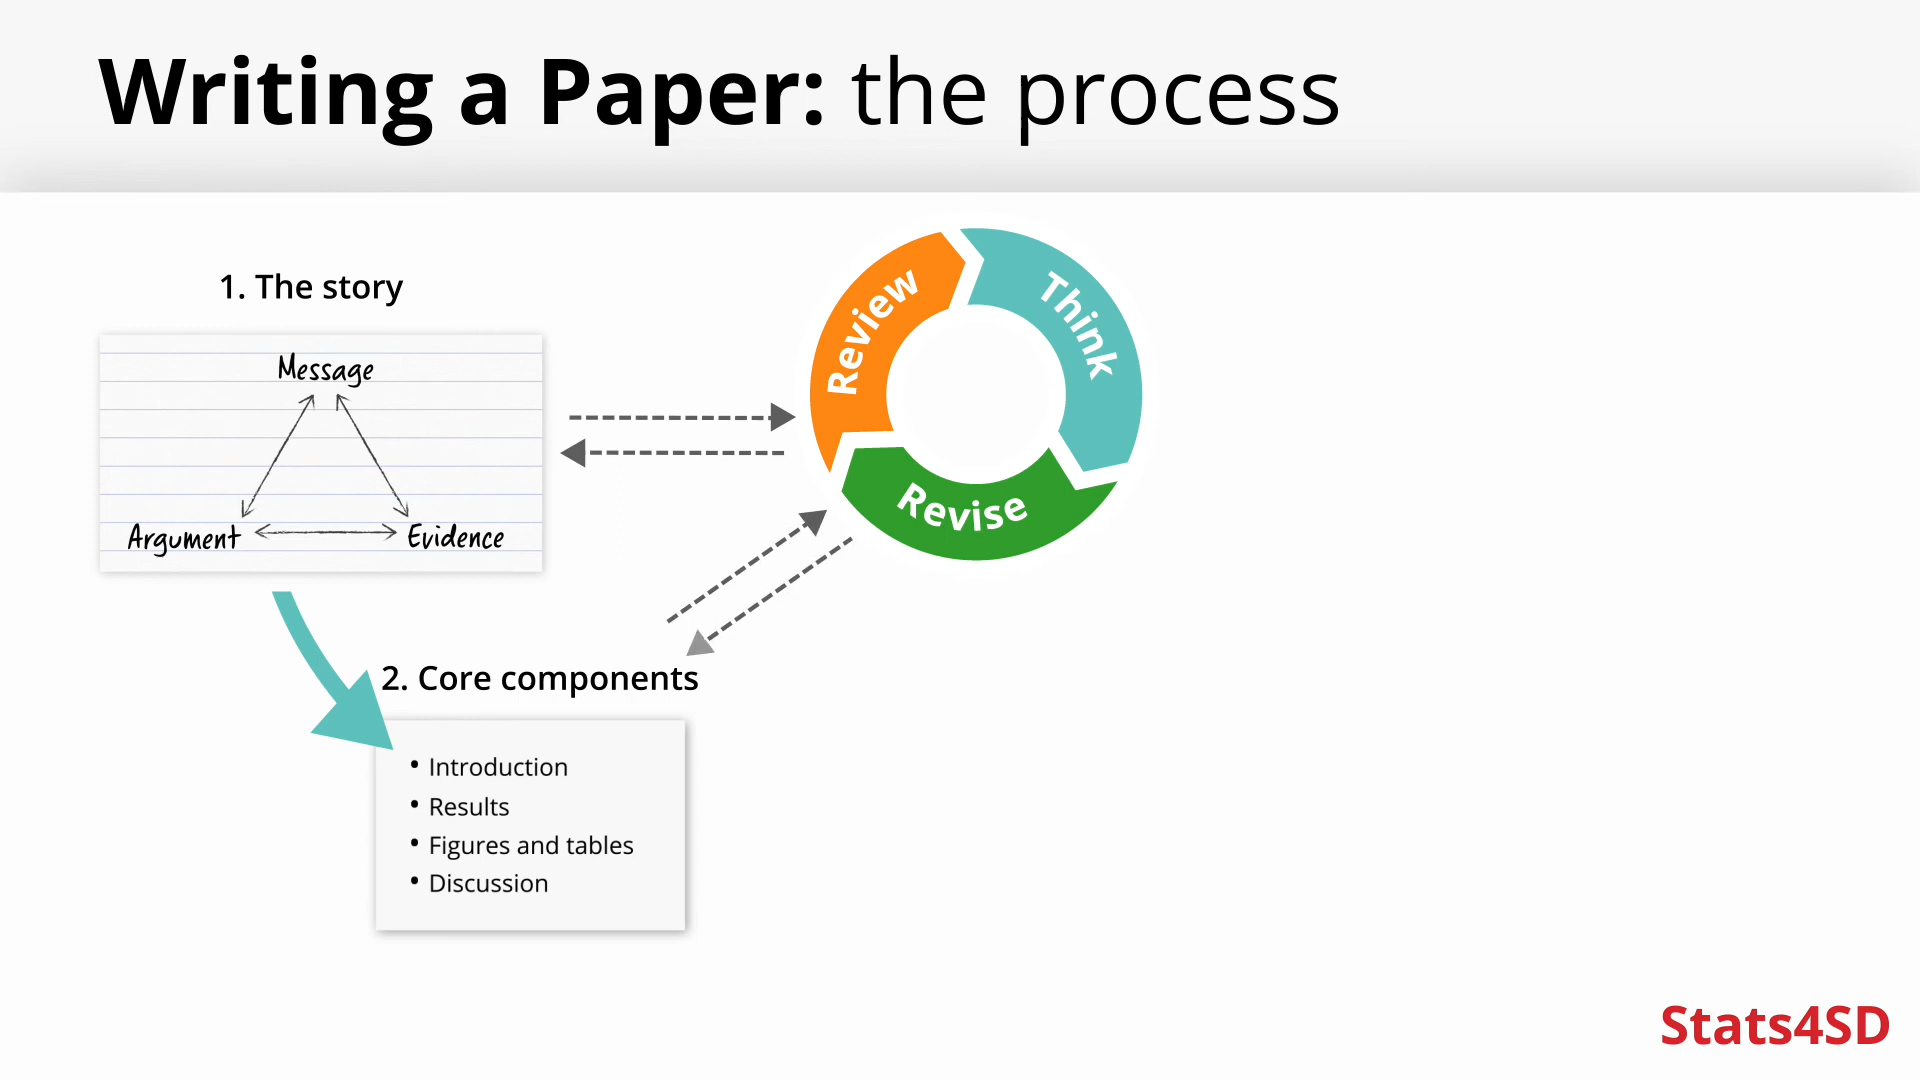 Writing a Paper: the process
1. The story
Message
Argument
Evidence
Review
Think
Revise
2. Core components
• Introduction
• Results
• Figures and tables
• Discussion
Stats4SD